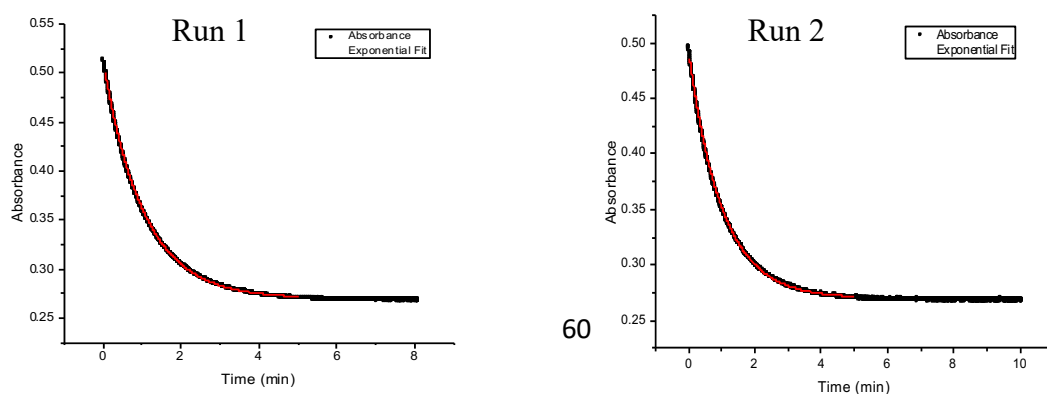 Run 1
Absorbance
Exponential Fit
0.55
0.50
0.45
0.40
0.35
0.30
0.25
Absorbance
0 2 4 6 8
Time (min)
60
Run 2
Absorbance
Exponential Fit
0.50
0.45
0.40
0.35
0.30
0.25
Absorbance
0 2 4 6 8 10
Time (min)